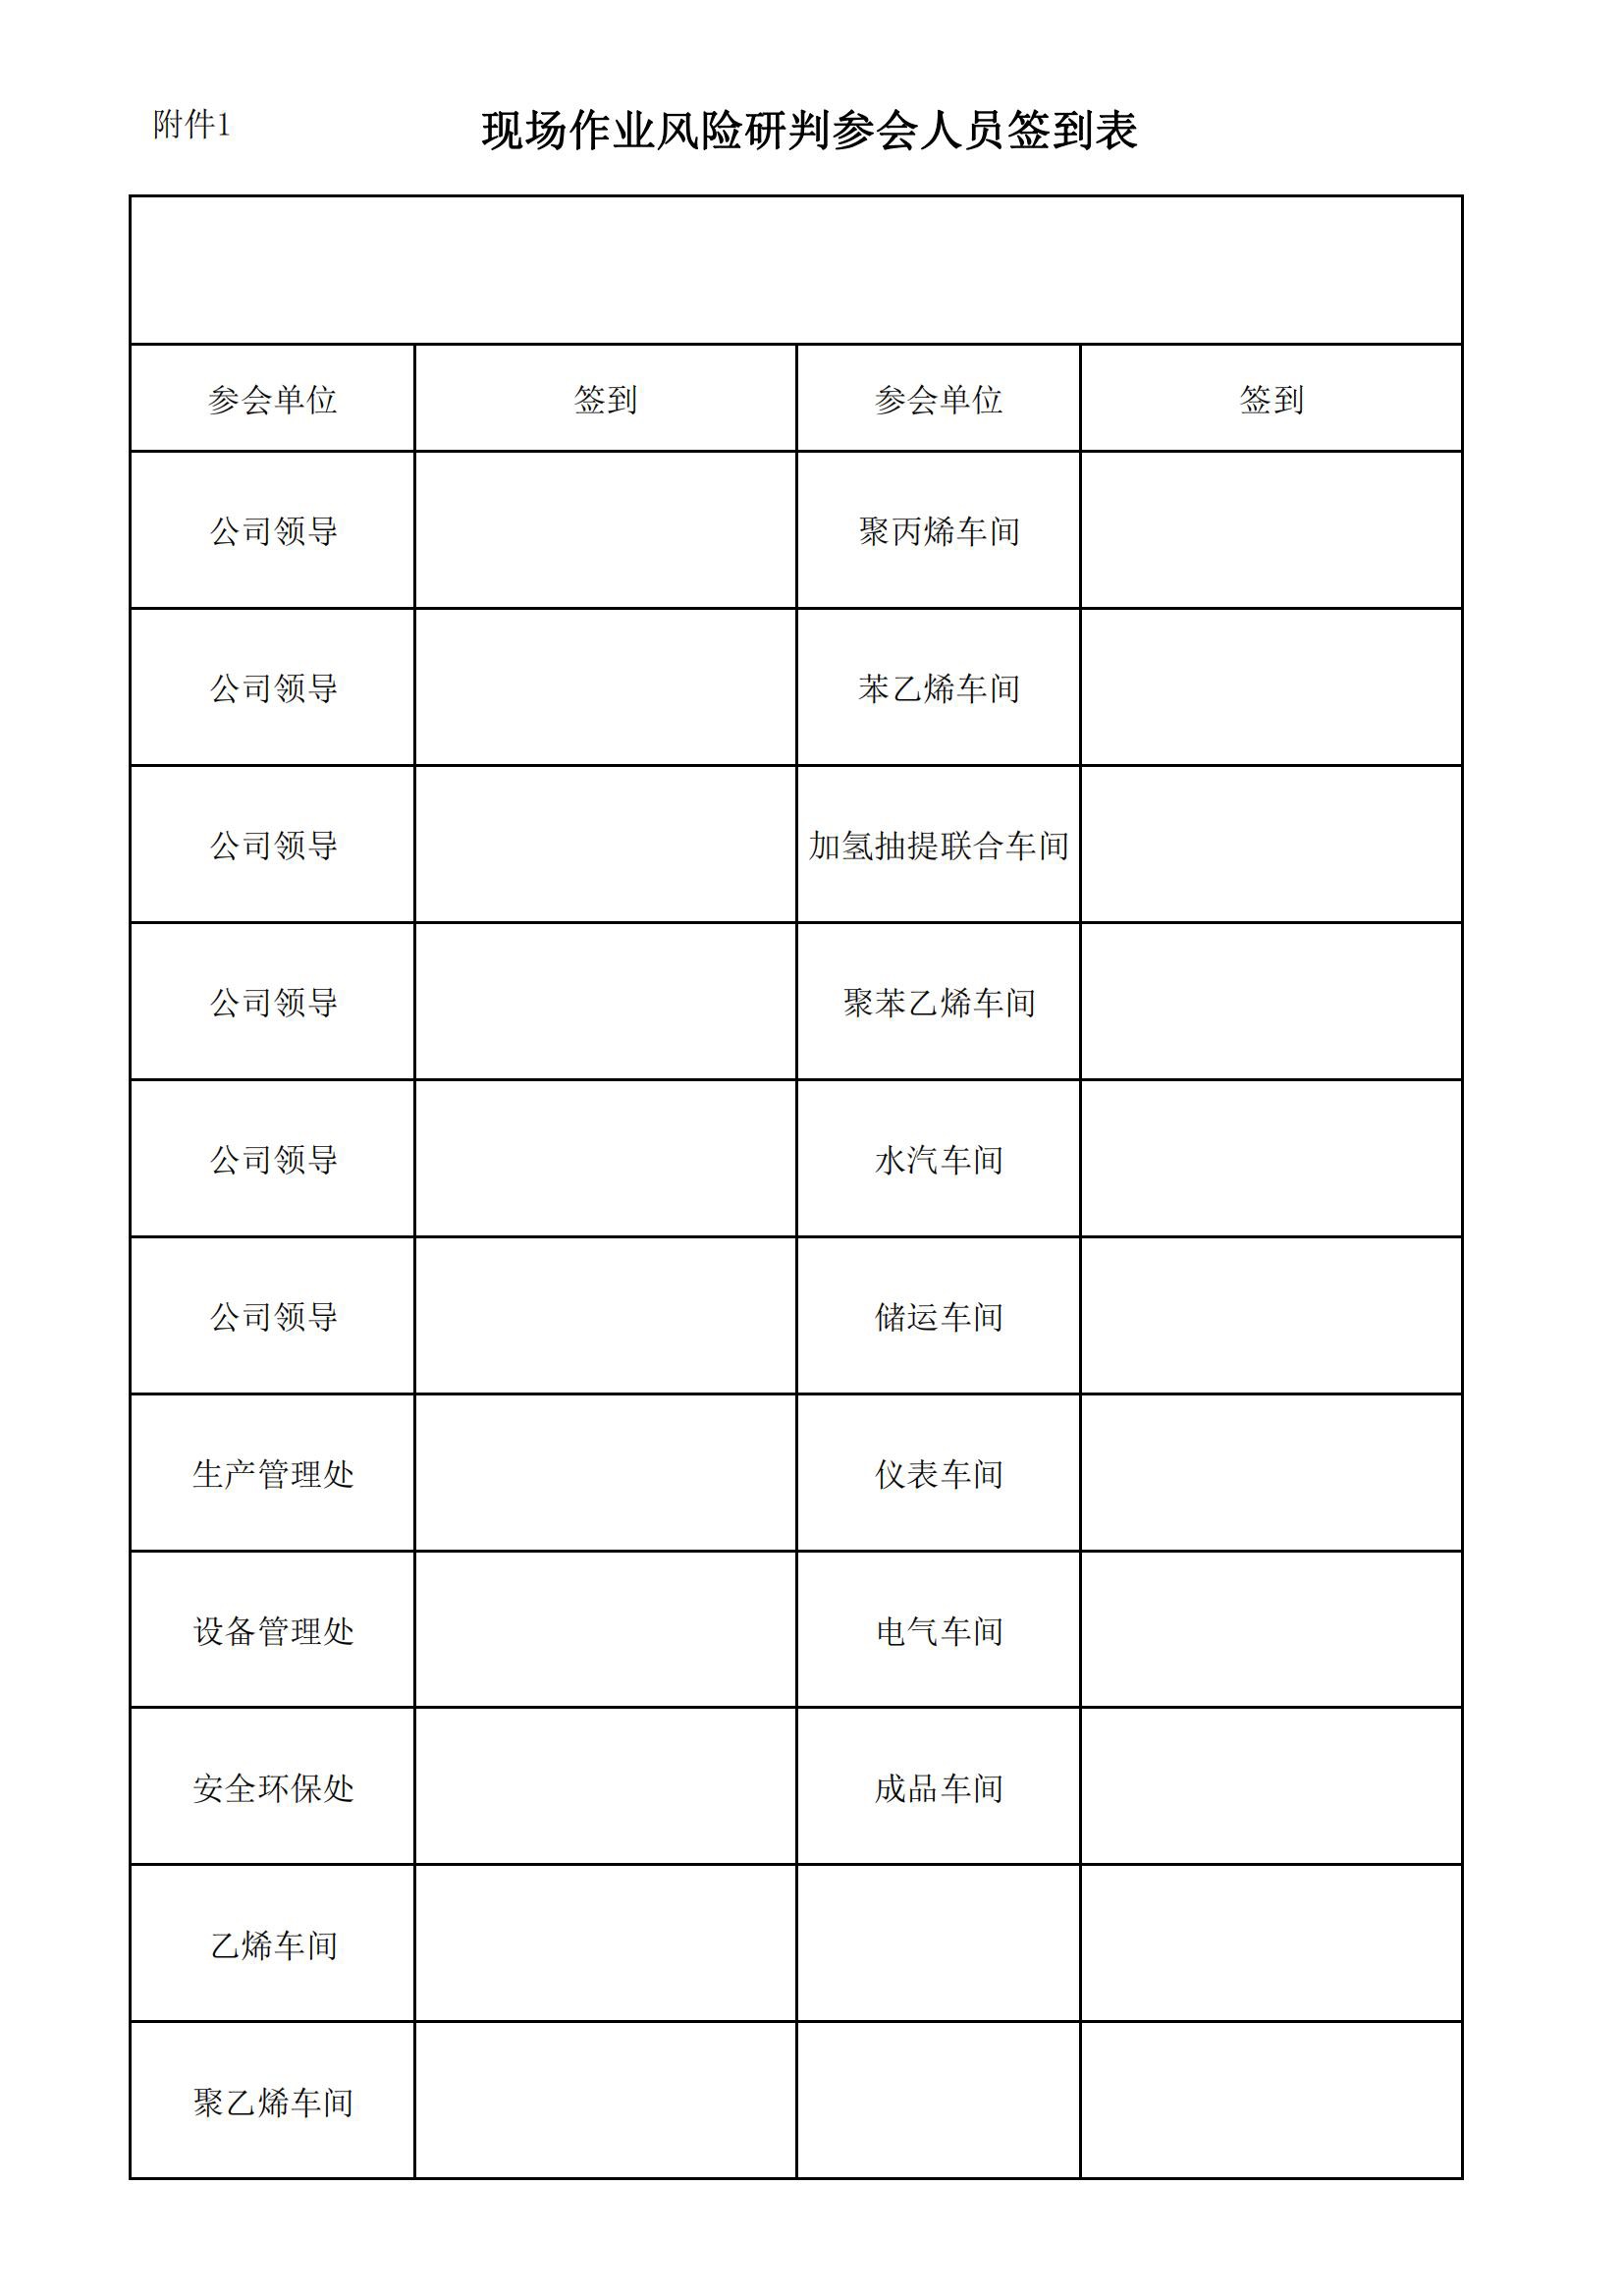 附件1
现场作业风险研判参会人员签到表
参会单位 签到 参会单位 签到
公司领导 聚丙烯车间
公司领导 苯乙烯车间
公司领导 加氢抽提联合车间
公司领导 聚苯乙烯车间
公司领导 水汽车间
公司领导 储运车间
生产管理处 仪表车间
设备管理处 电气车间
安全环保处 成品车间
乙烯车间
聚乙烯车间